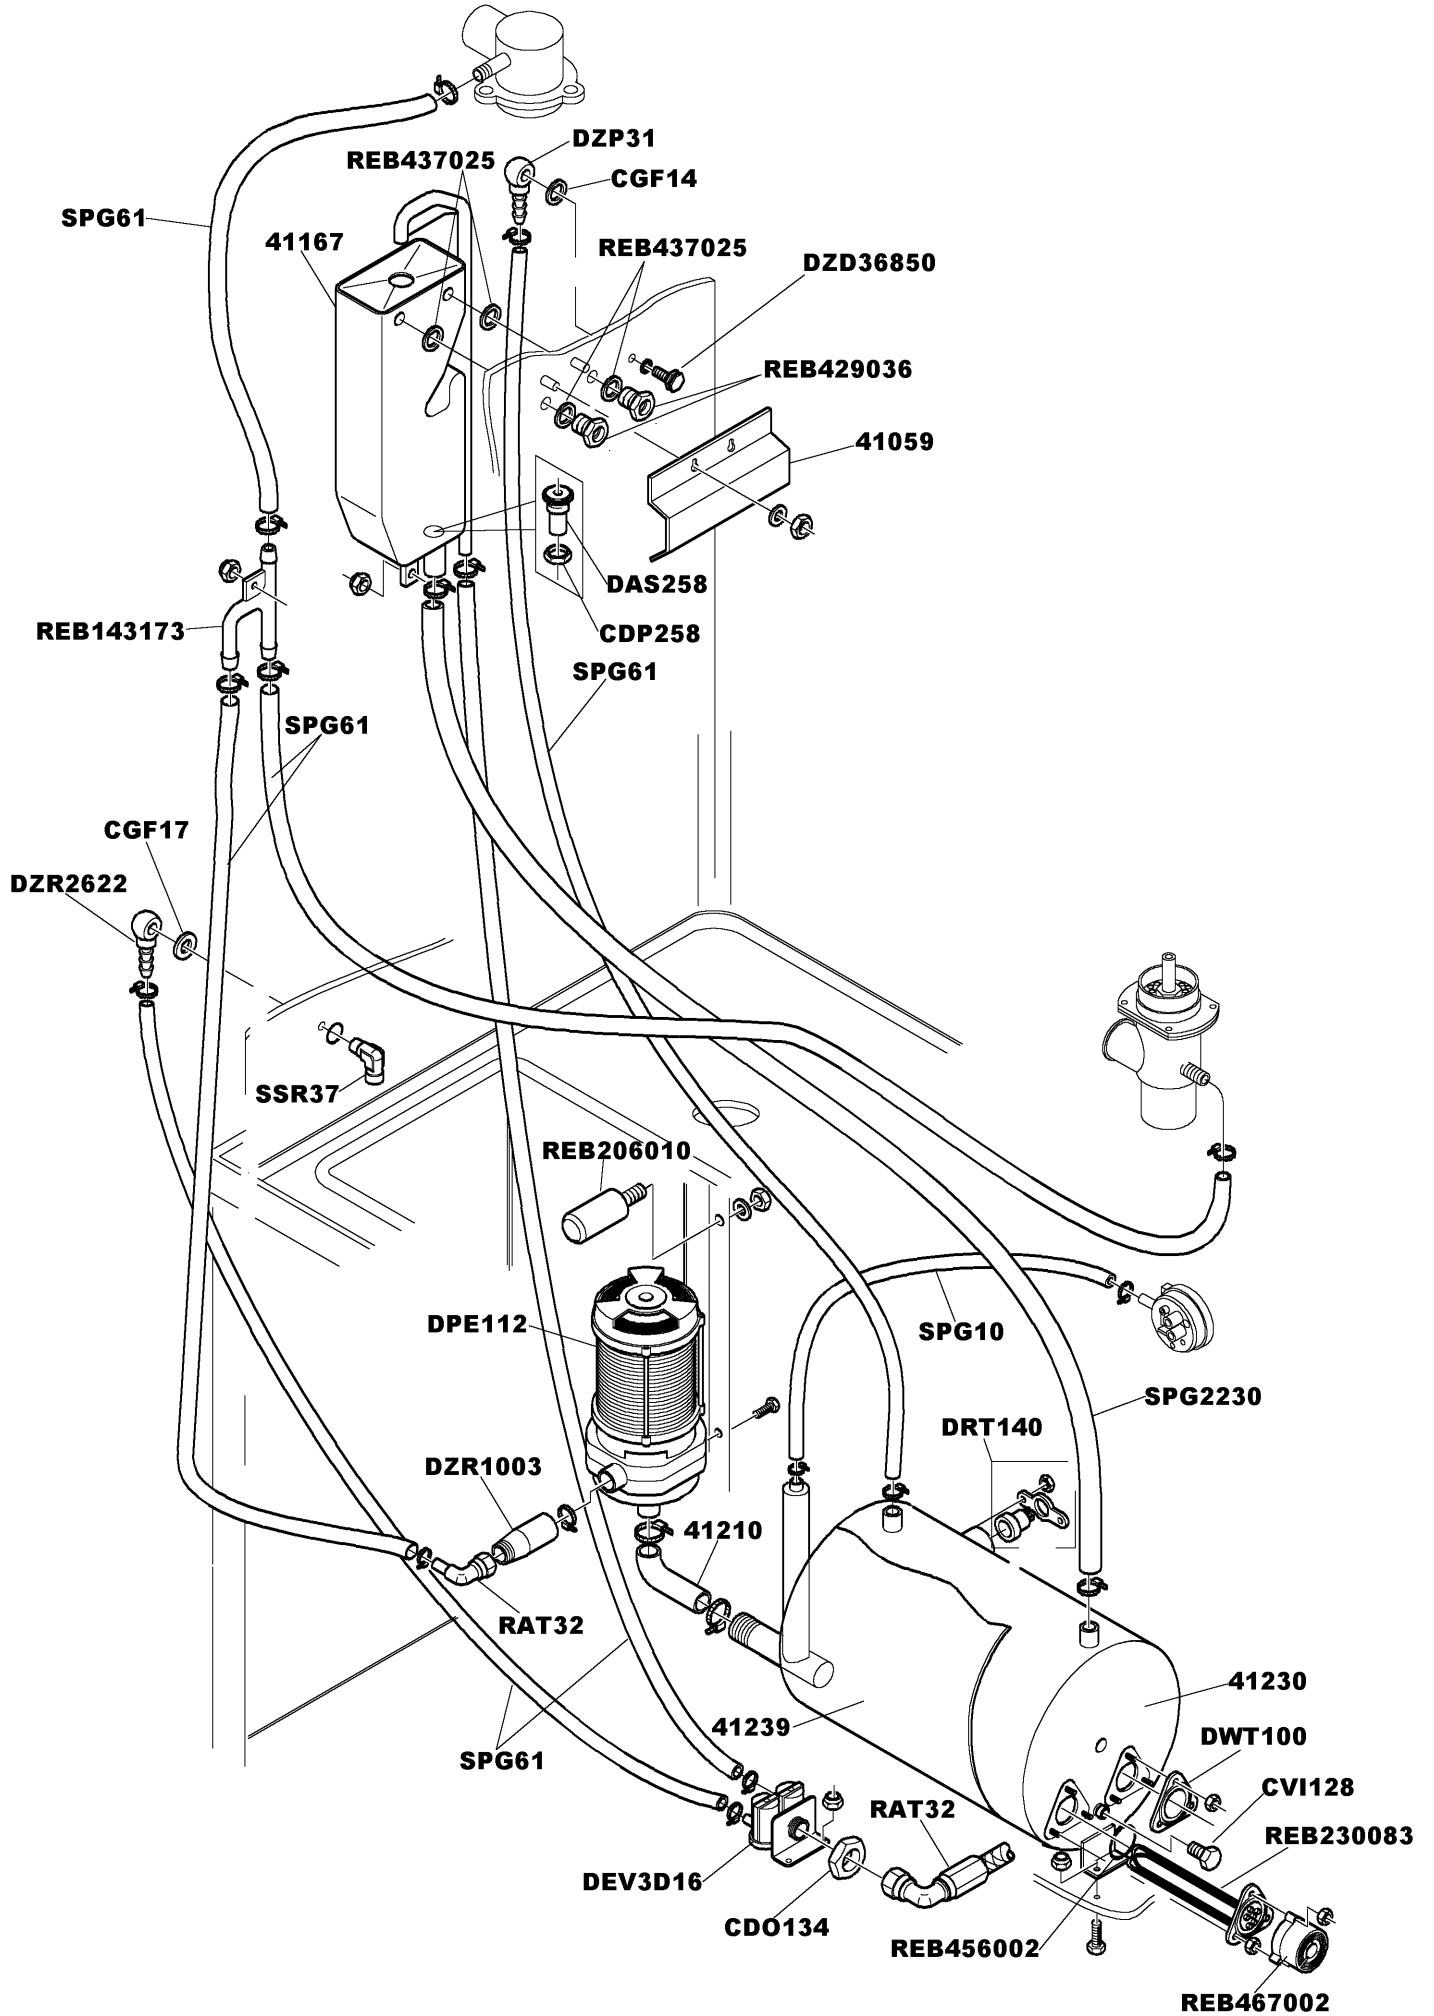 DZP31
REB437025
CGF14
SPG61
41167
REB437025
DZD36850
REB429036
41059
DAS258
REB143173
CDP258
SPG61
SPG61
CGF17
DZR2622
SSR37
REB206010
DPE112
SPG10
SPG2230
DRT140
DZR1003
41210
RAT32
41230
41239
DWT100
SPG61
CVI128
RAT32
REB230083
DEV3D16
CDO134
REB456002
REB467002